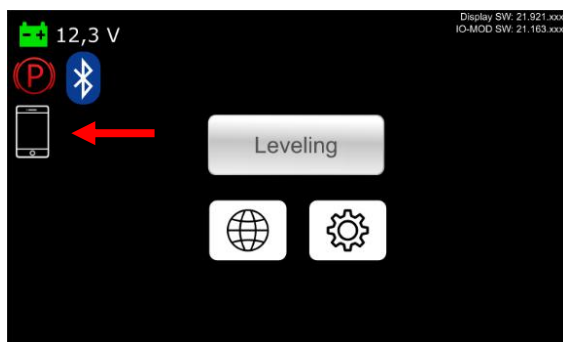 Display SW: 21.921.xxx
IO-MOD SW: 21.163.xxx
12,3 V
P
Leveling